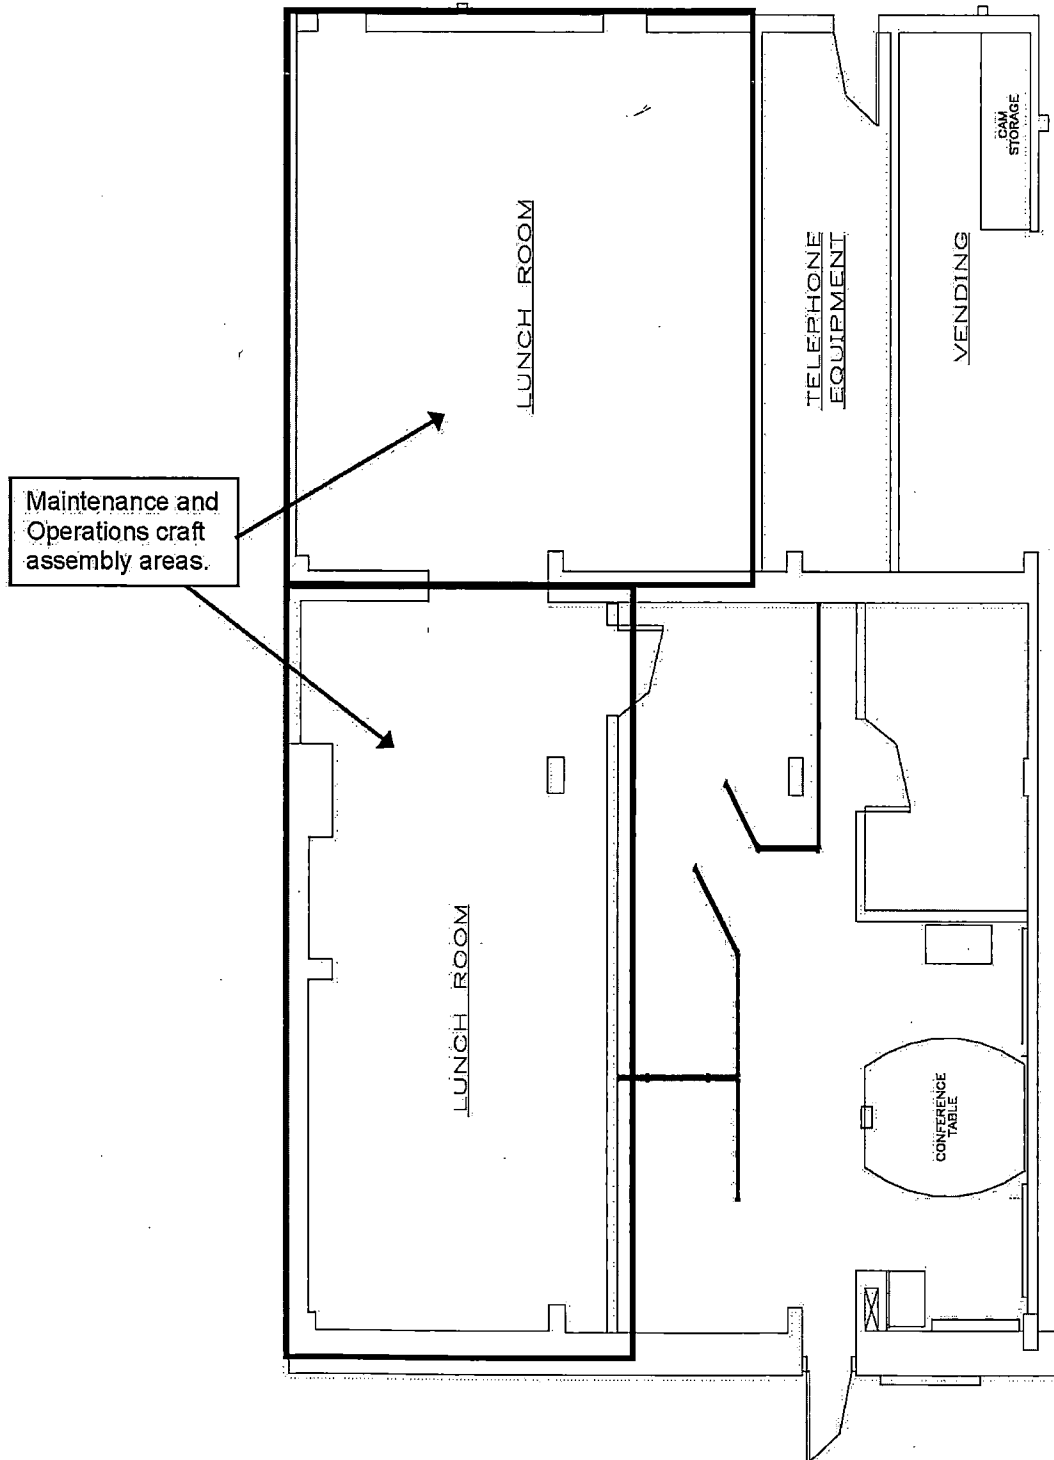 CAM
STORAGE
LUNCH ROOM
TELEPHONE
EQUIPMENT
VENDING
Maintenance and
Operations craft
assembly areas.
LUNCH ROOM
CONFERENCE
TABLE